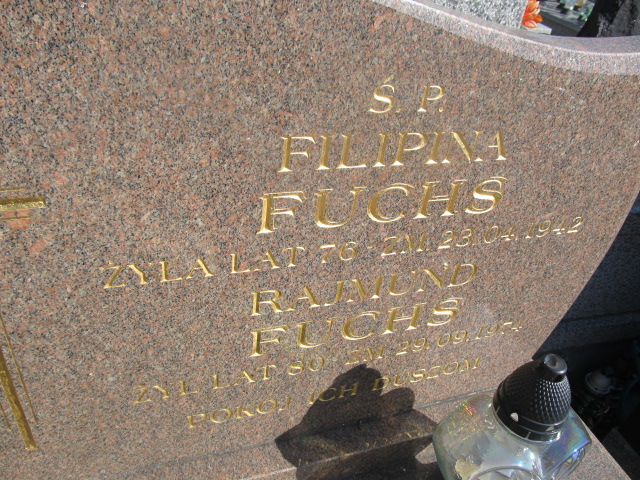 Ś. P.
FILIPINA
FUCHS
ŻYŁA LAT 76 - ZM. 23.04.1942
RAJMUND
FUCHS
ŻYŁ LAT 80 - ZM. 29.09.1974
POKÓJ ICH DUSZOM